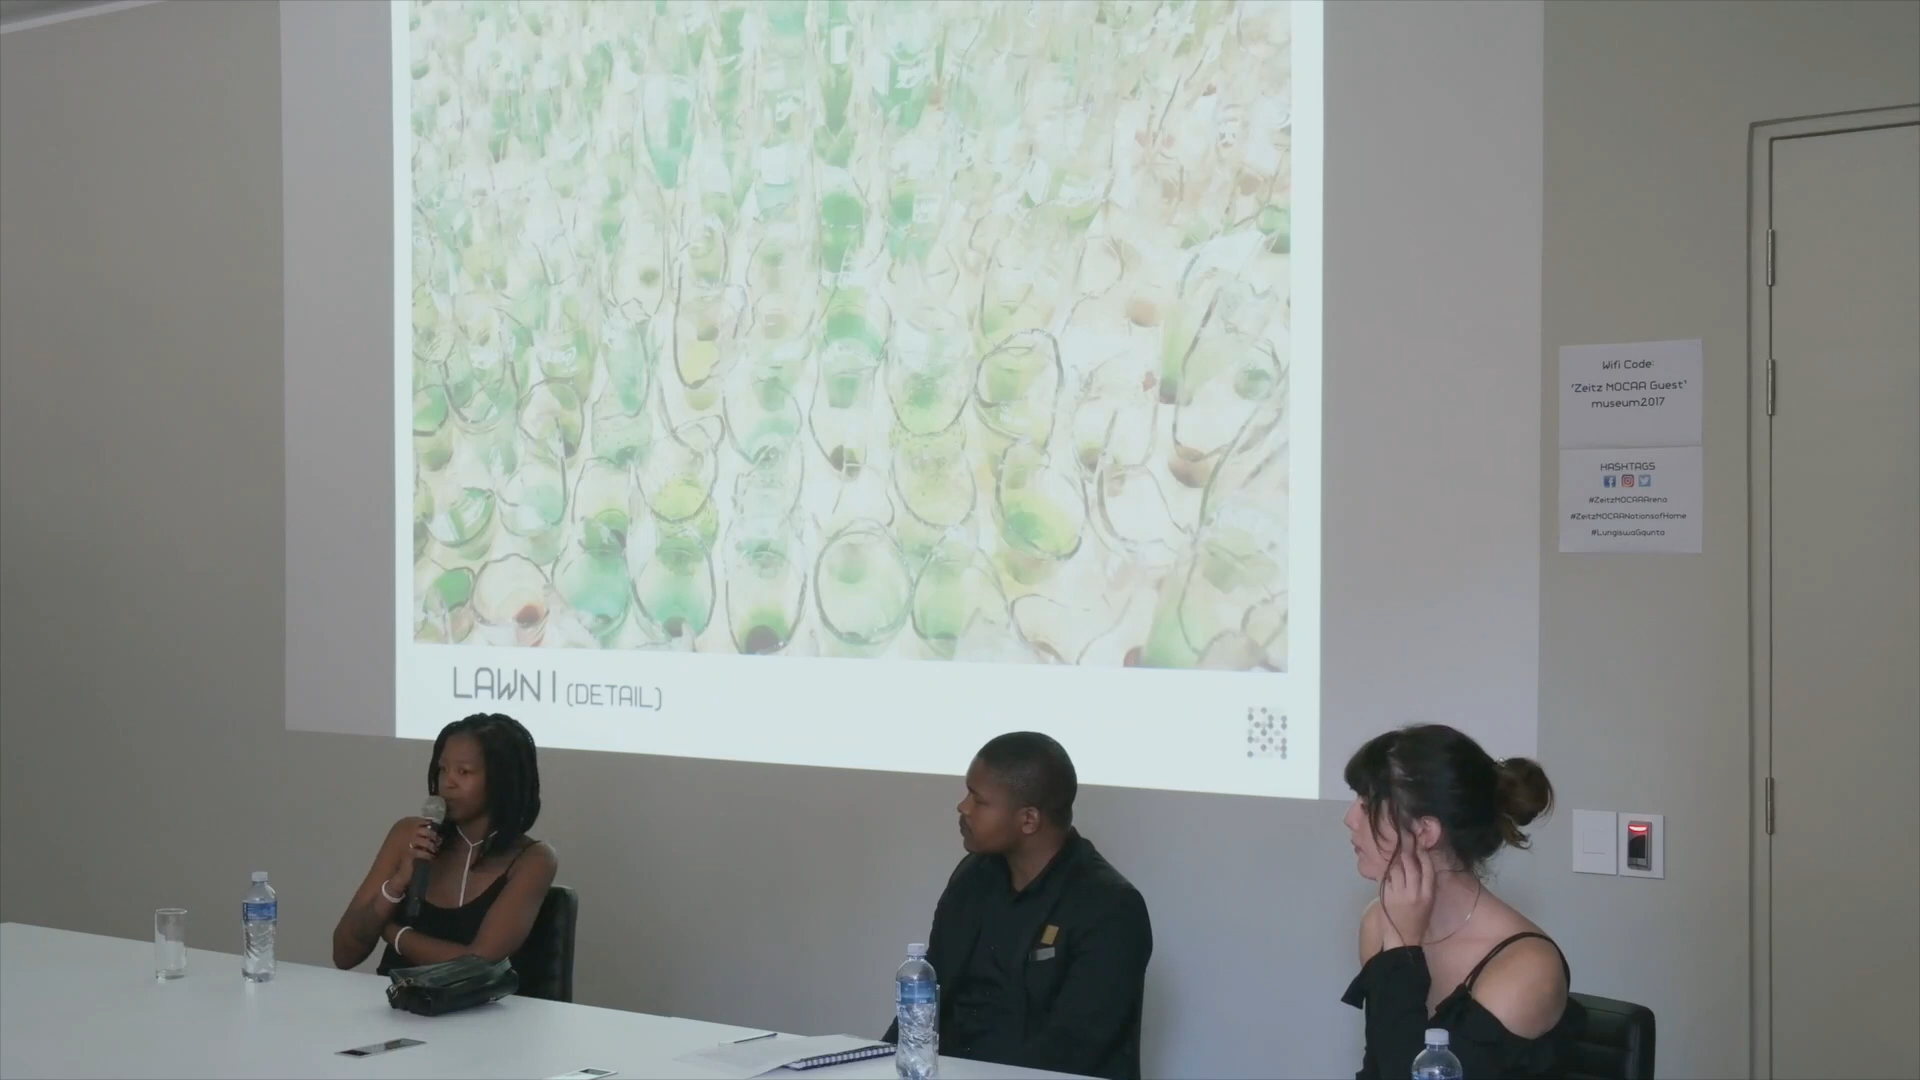 LAWN I (DETAIL)
Wifi Code:
'Zeitz MOCAA Guest'
museum2017
HASHTAGS
#ZeitzMOCAAArena
#ZeitzMOCAANotionsofHome
#LungiswaGqunta